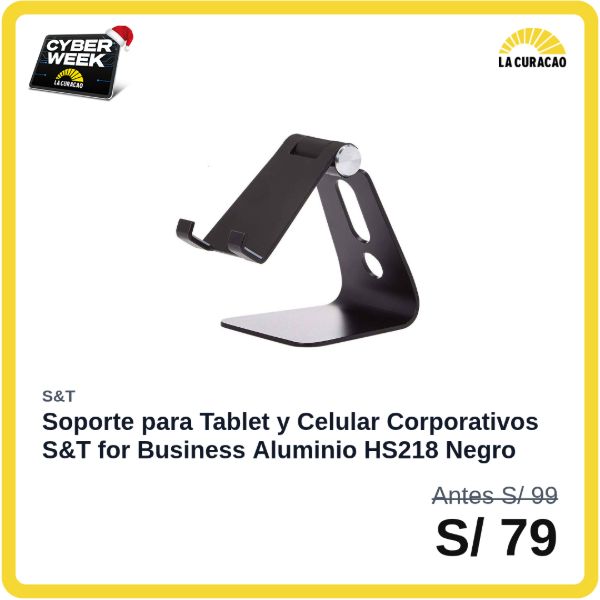 CYBER
WEEK
LA CURACAO
LA CURACAO
S&T
Soporte para Tablet y Celular Corporativos
S&T for Business Aluminio HS218 Negro
Antes S/ 99
S/ 79